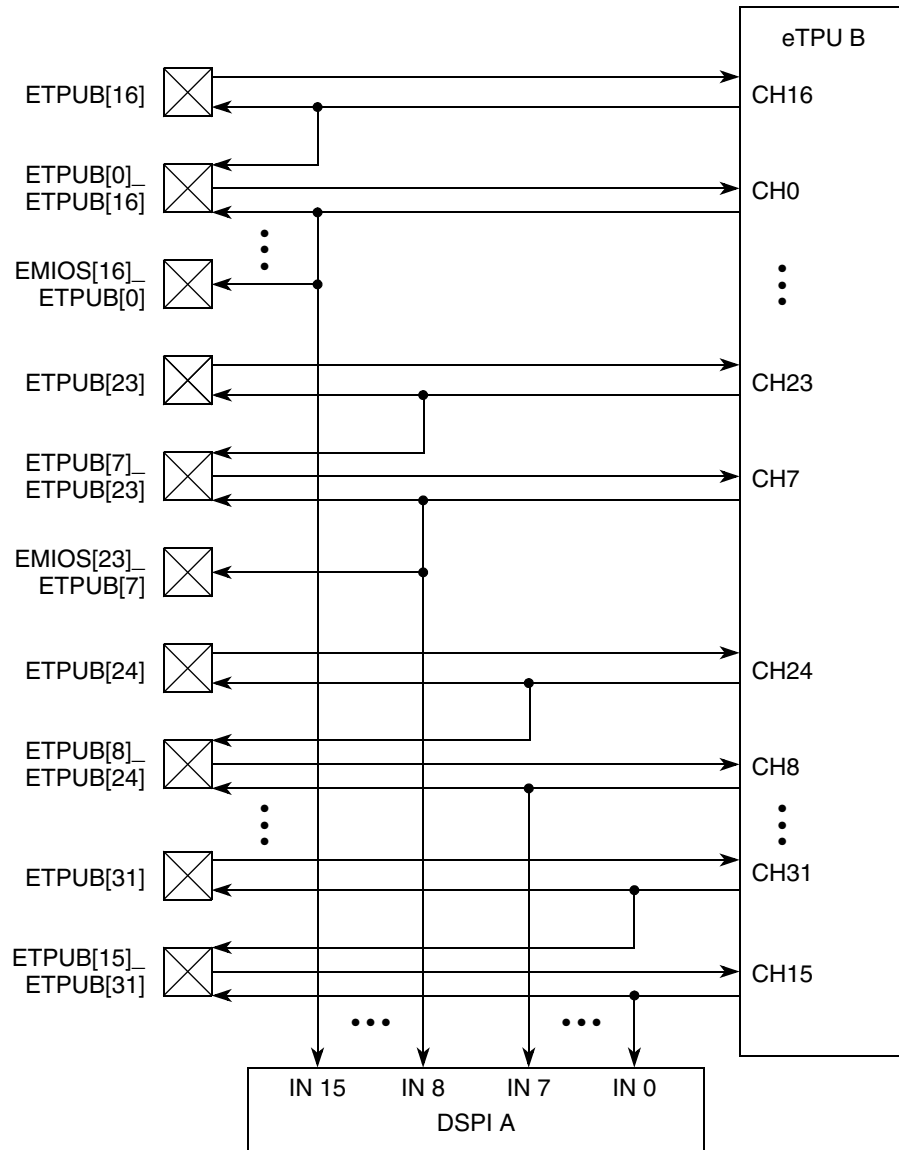 eTPU B
ETPUB[16]
CH16
ETPUB[0]_
ETPUB[16]
CH0
EMIOS[16]_
ETPUB[0]
ETPUB[23]
CH23
ETPUB[7]_
ETPUB[23]
CH7
EMIOS[23]_
ETPUB[7]
ETPUB[24]
CH24
ETPUB[8]_
ETPUB[24]
CH8
ETPUB[31]
CH31
ETPUB[15]_
ETPUB[31]
CH15
IN 15 IN 8 IN 7 IN 0
DSPI A